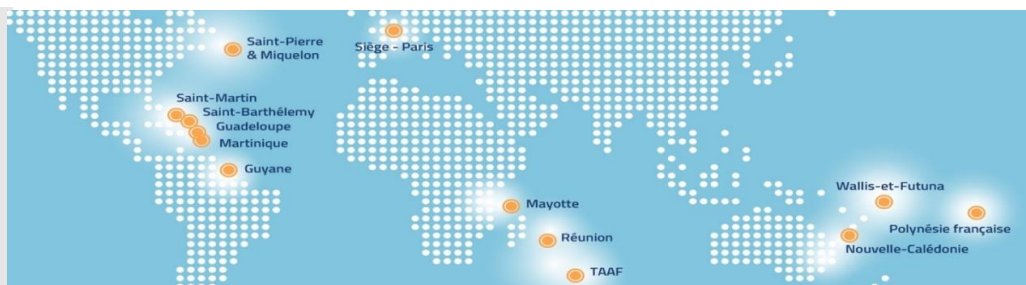 Saint-Pierre
& Miquelon
Siège - Paris
Saint-Martin
Saint-Barthélemy
Guadeloupe
Martinique
Guyane
Mayotte
Réunion
TAAF
Wallis-et-Futuna
Polynésie française
Nouvelle-Calédonie